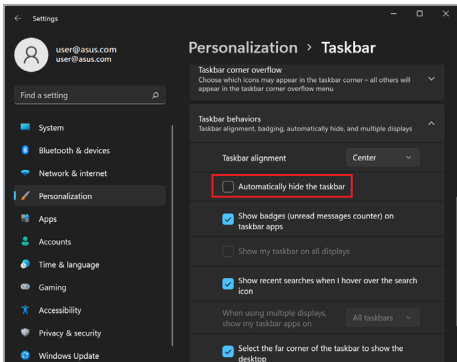 Settings
user@asus.com
user@asus.com
Find a setting
System
Bluetooth & devices
Network & internet
Personalization
Apps
Accounts
Time & language
Gaming
Accessibility
Privacy & security
Windows Update
Personalization > Taskbar
Taskbar corner overflow
Choose which icons may appear in the taskbar corner – all others will
appear in the taskbar corner overflow menu
Taskbar behaviors
Taskbar alignment, badging, automatically hide, and multiple displays
Taskbar alignment
Center
Automatically hide the taskbar
Show badges (unread messages counter) on
taskbar apps
Show my taskbar on all displays
Show recent searches when I hover over the search
icon
When using multiple displays,
show my taskbar apps on
All taskbars
Select the far corner of the taskbar to show the
desktop